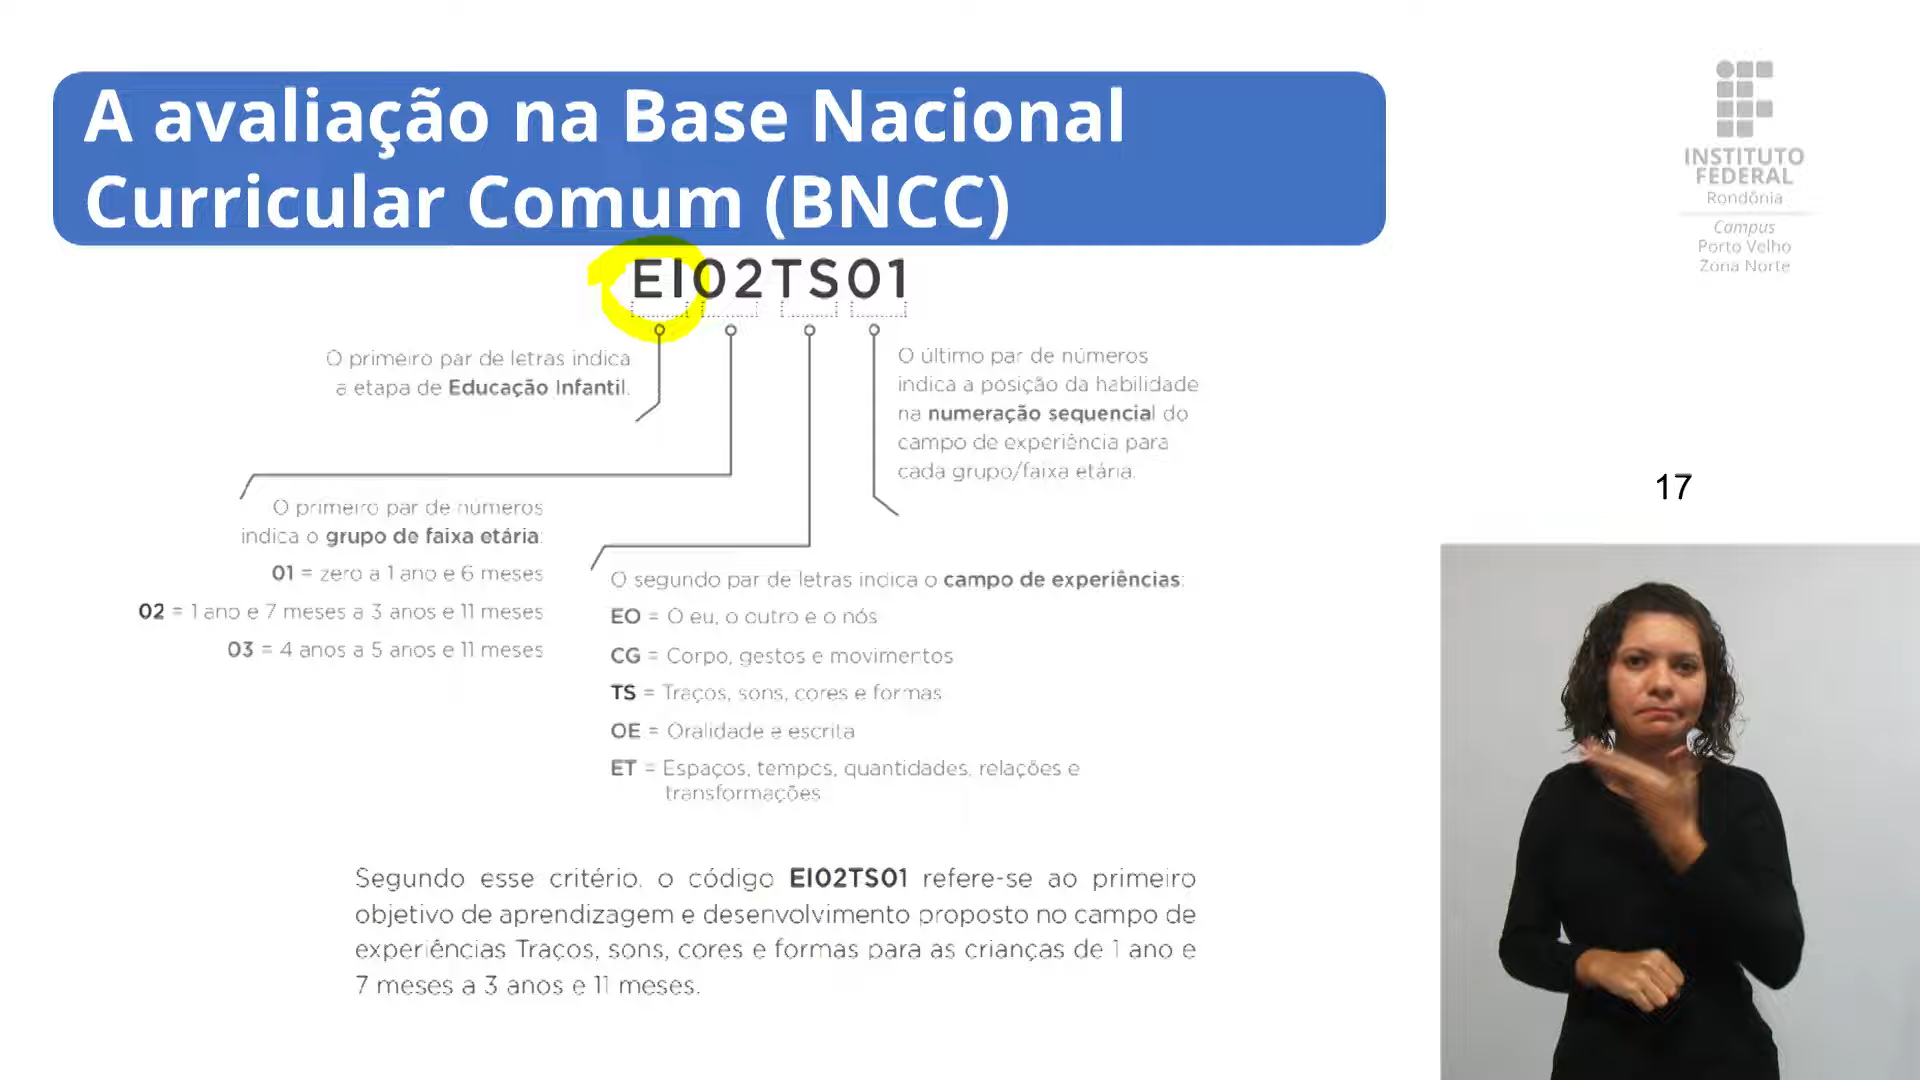 A avaliação na Base Nacional
Curricular Comum (BNCC)
INSTITUTO
FEDERAL
Rondônia
Campus
Porto Velho
Zona Norte
EI02TS01
O primeiro par de letras indica
a etapa de Educação Infantil.
O último par de números
indica a posição da habilidade
na numeração sequencial do
campo de experiência para
cada grupo/faixa etária.
O primeiro par de números
indica o grupo de faixa etária:
01 = zero a 1 ano e 6 meses
02 = 1 ano e 7 meses a 3 anos e 11 meses
03 = 4 anos a 5 anos e 11 meses
O segundo par de letras indica o campo de experiências:
EO = O eu, o outro e o nós
CG = Corpo, gestos e movimentos
TS = Traços, sons, cores e formas
OE = Oralidade e escrita
ET = Espaços, tempos, quantidades, relações e
transformações
Segundo esse critério, o código EI02TS01 refere-se ao primeiro
objetivo de aprendizagem e desenvolvimento proposto no campo de
experiências Traços, sons, cores e formas para as crianças de 1 ano e
7 meses a 3 anos e 11 meses.
17